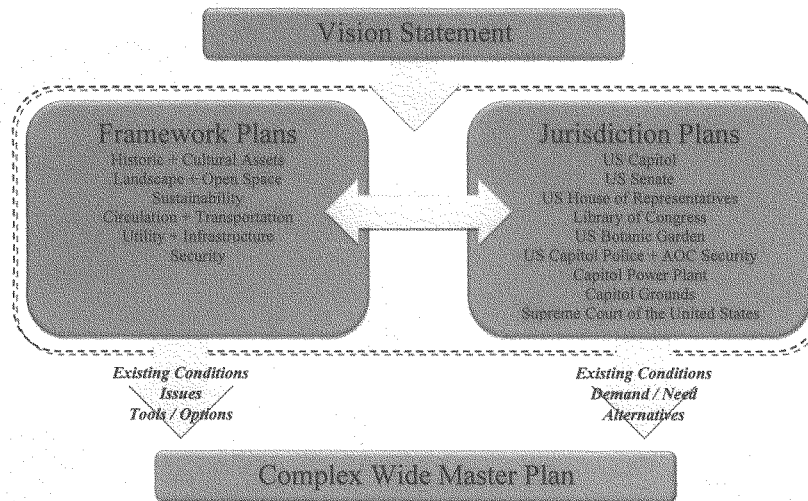 Vision Statement
Framework Plans
Historic + Cultural Assets
Landscape + Open Space
Sustainability
Circulation + Transportation
Utility + Infrastructure
Security
Jurisdiction Plans
US Capitol
US Senate
US House of Representatives
Library of Congress
US Botanic Garden
US Capitol Police + AOC Security
Capitol Power Plant
Capitol Grounds
Supreme Court of the United States
Existing Conditions
Issues
Tools / Options
Existing Conditions
Demand / Need
Alternatives
Complex Wide Master Plan